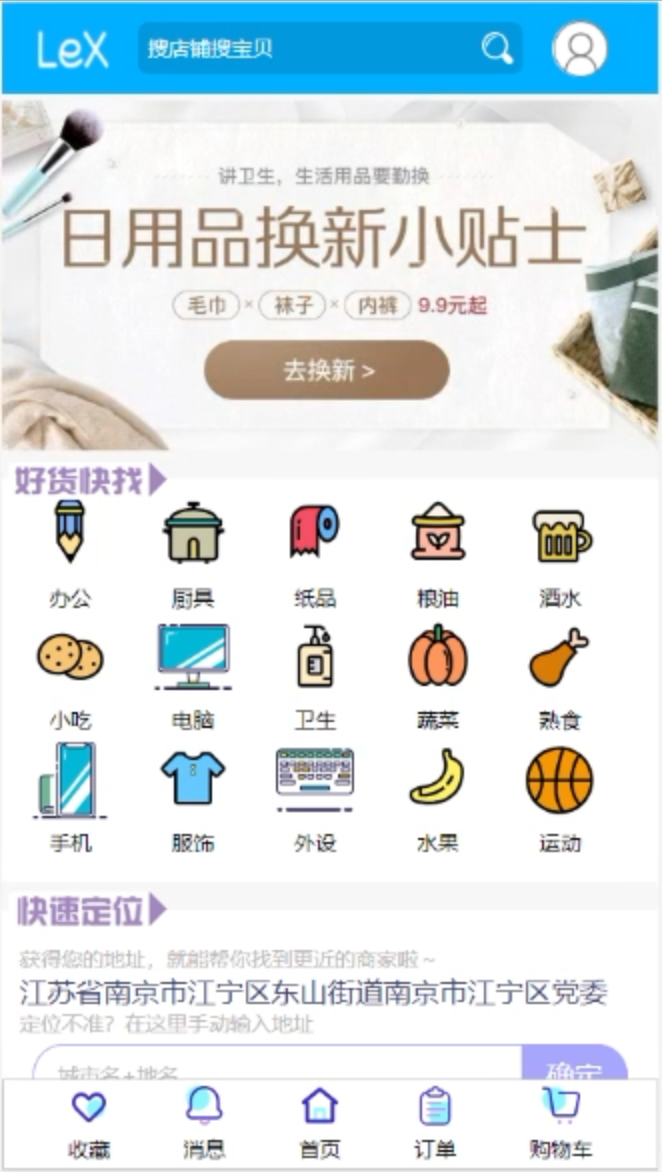 LeX 搜店铺搜宝贝
讲卫生，生活用品要勤换
日用品换新小贴士
毛巾 × 袜子 × 内裤 9.9元起
去换新 >
好货快找
办公 厨具 纸品 粮油 酒水
小吃 电脑 卫生 蔬菜 熟食
手机 服饰 外设 水果 运动
快速定位
获得您的地址，就能帮你找到更近的商家啦～
江苏省南京市江宁区东山街道南京市江宁区党委
定位不准？在这里手动输入地址
城市名+地名 确定
收藏 消息 首页 订单 购物车